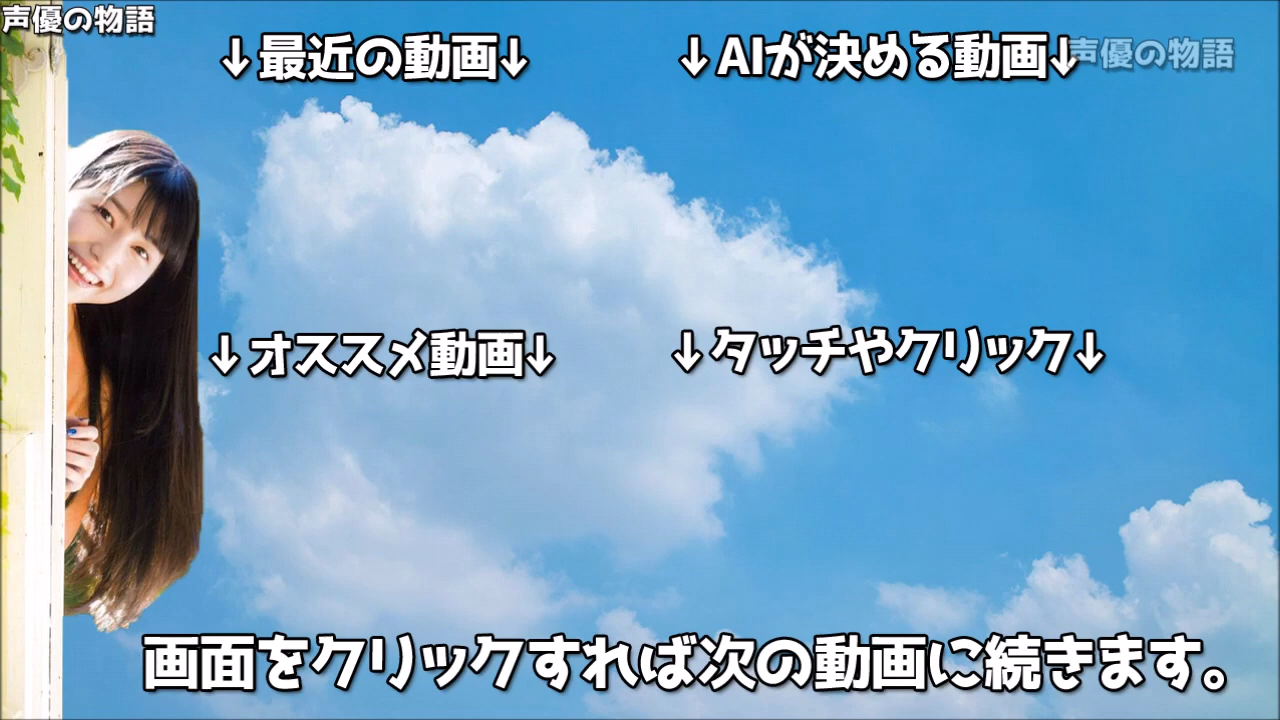 声優の物語
↓最近の動画↓
↓AIが決める動画↓
声優の物語
↓オススメ動画↓
↓タッチやクリック↓
画面をクリックすれば次の動画に続きます。